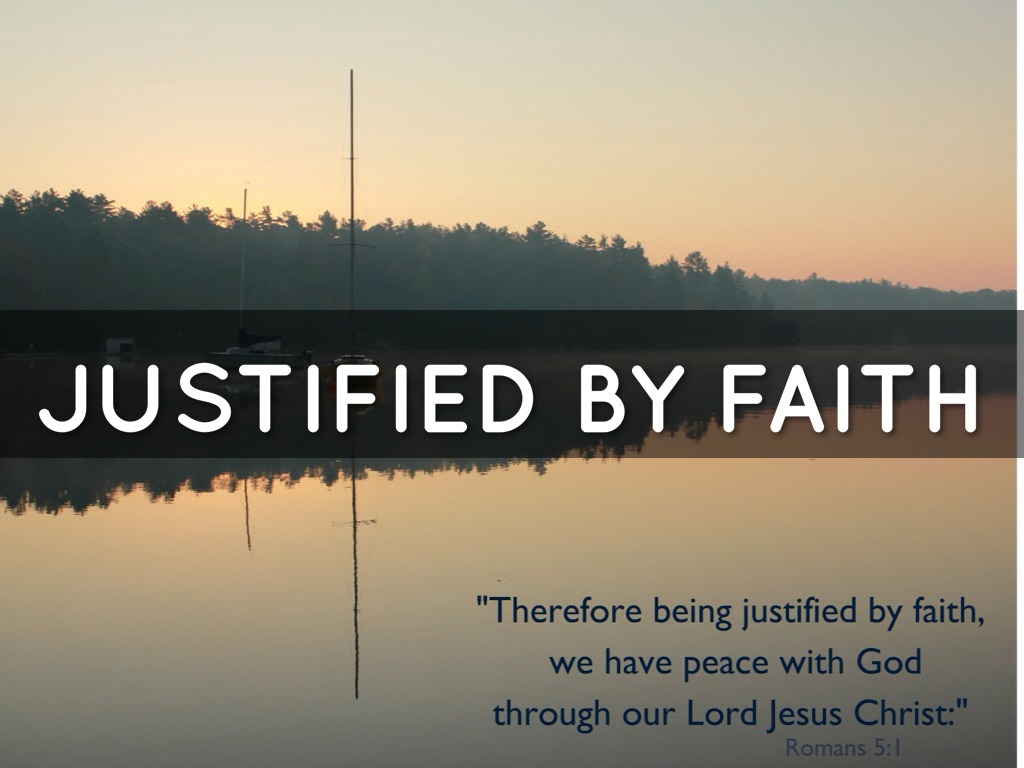 JUSTIFIED BY FAITH
"Therefore being justified by faith,
we have peace with God
through our Lord Jesus Christ:"
Romans 5:1